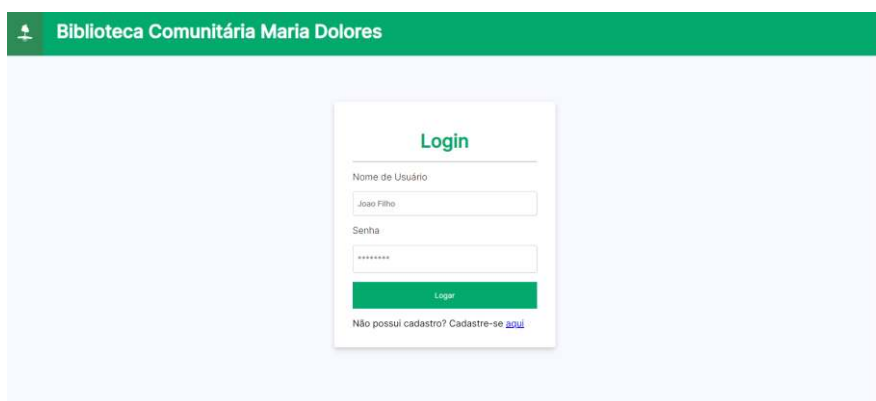 Biblioteca Comunitária Maria Dolores
Login
Nome de Usuário
Joao Filho
Senha
********
Logar
Não possui cadastro? Cadastre-se aqui